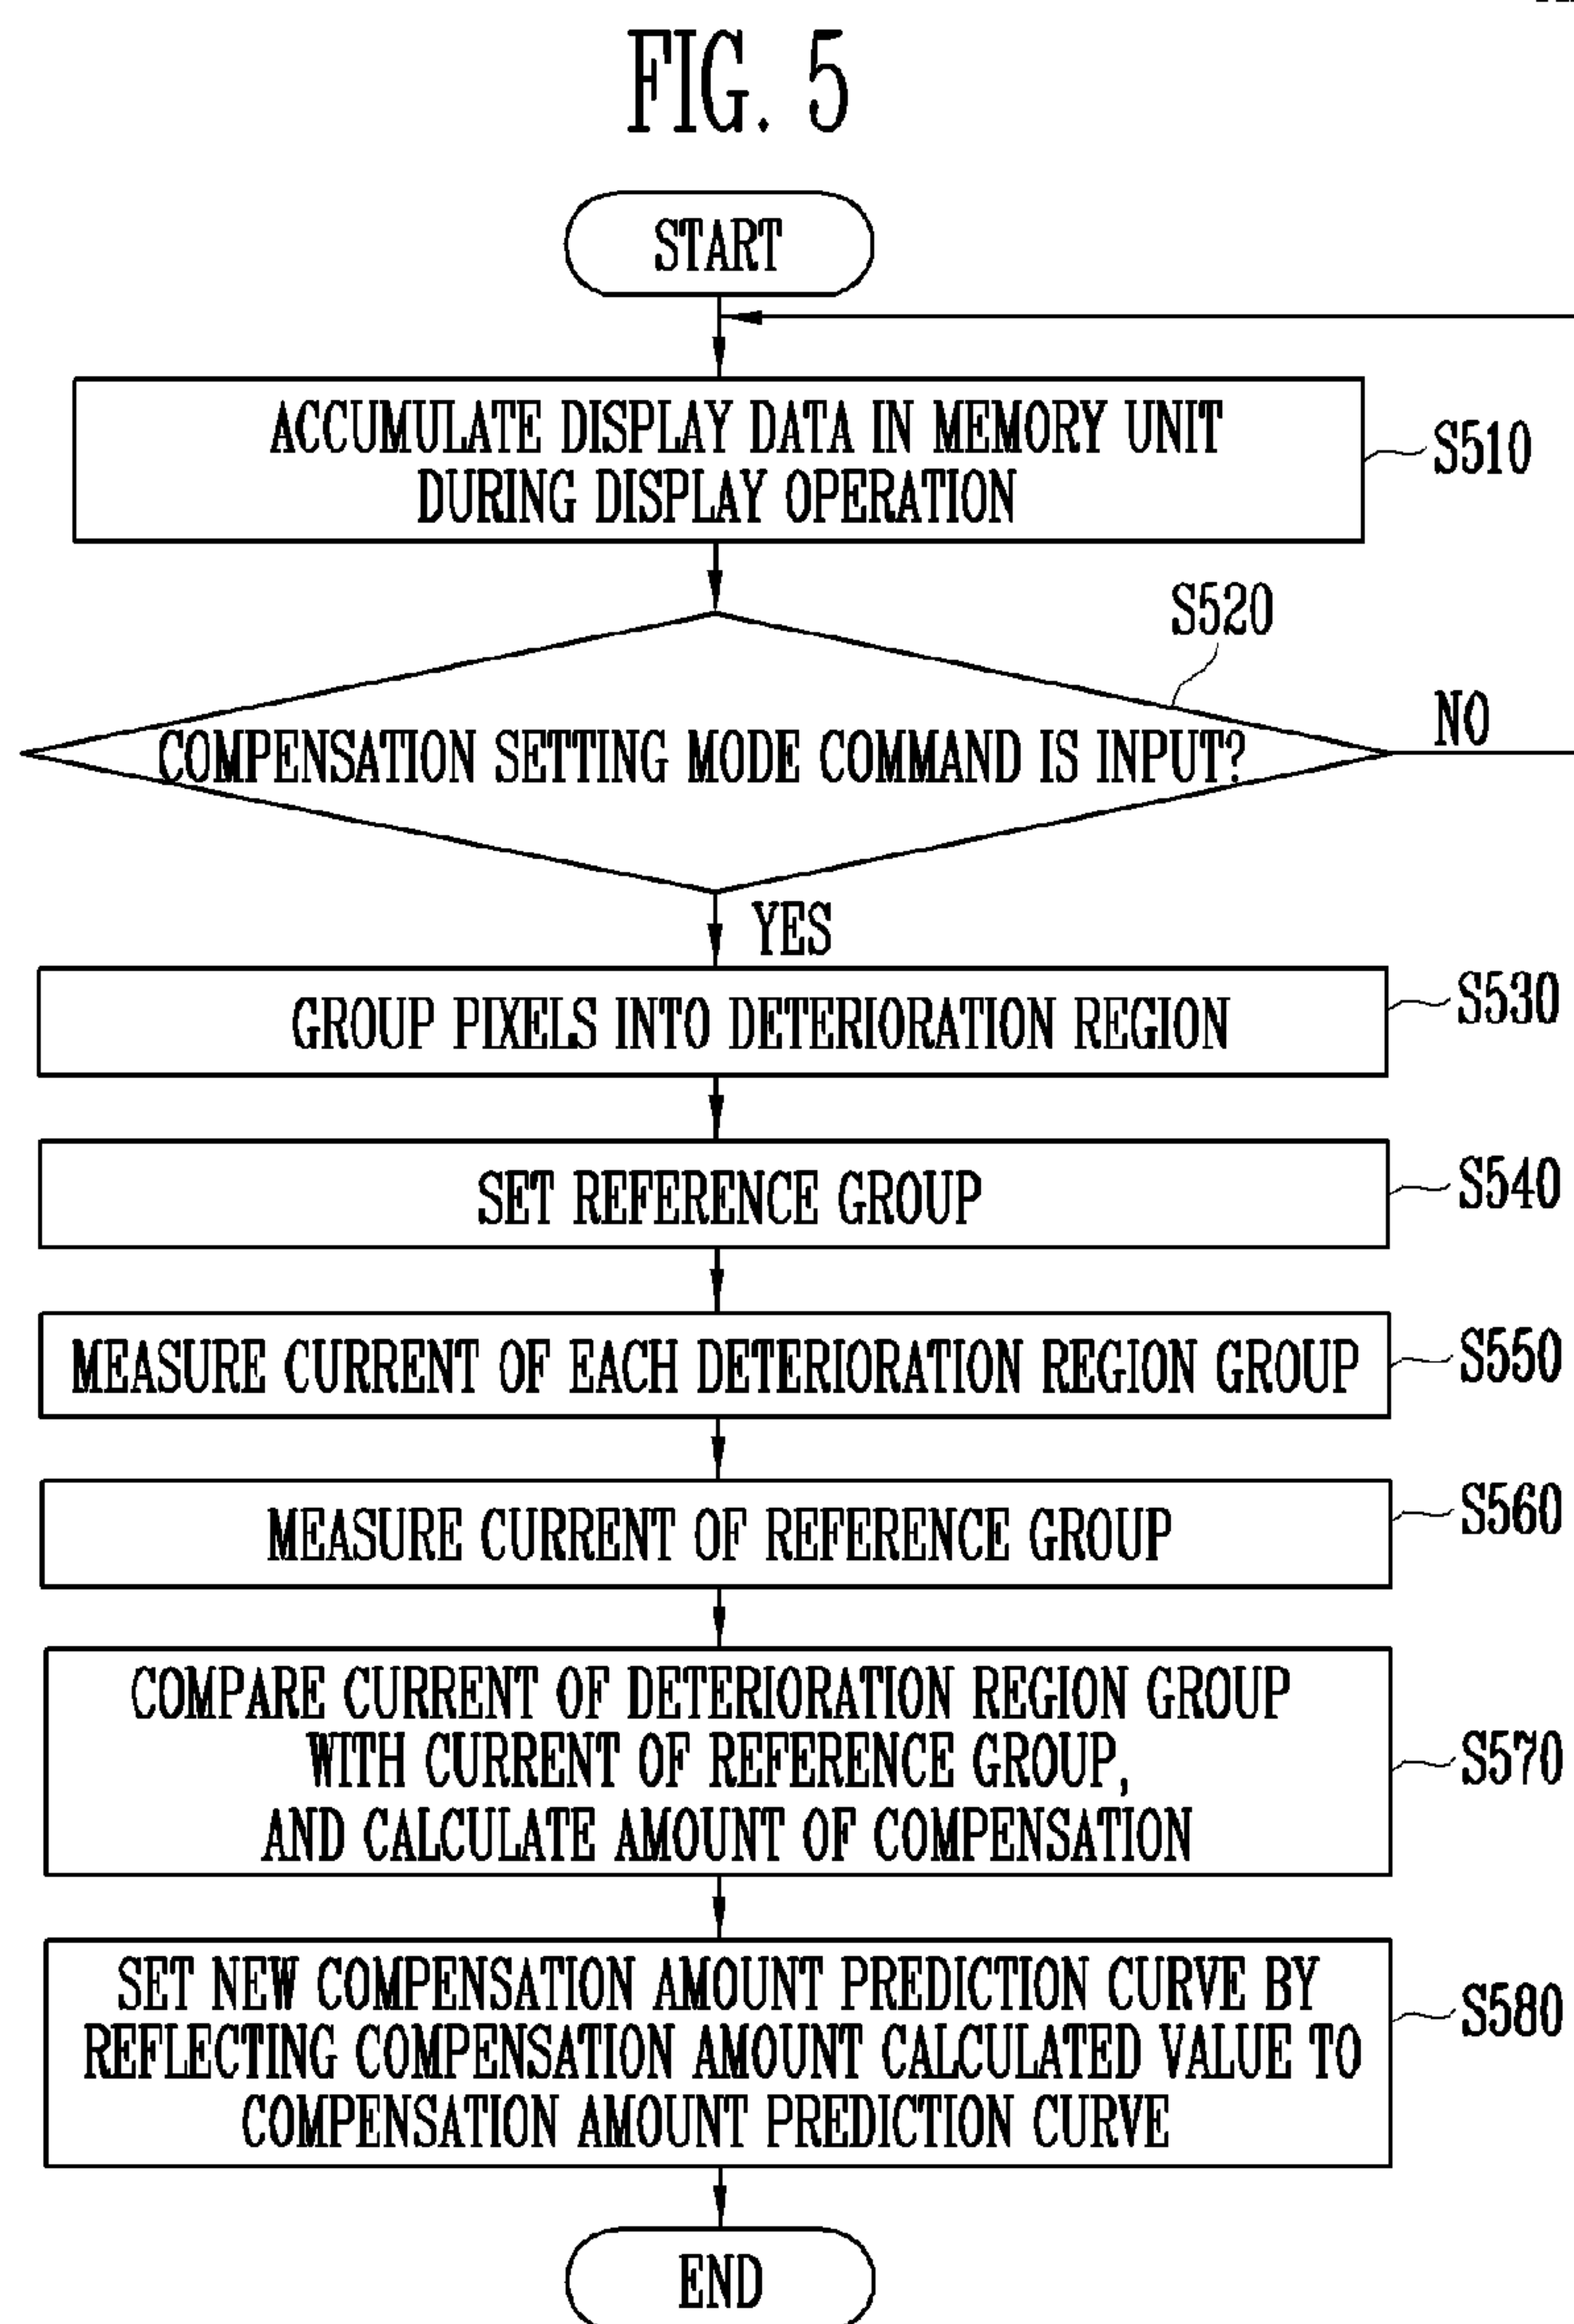 FIG. 5
START
ACCUMULATE DISPLAY DATA IN MEMORY UNIT
DURING DISPLAY OPERATION
S510
S520
COMPENSATION SETTING MODE COMMAND IS INPUT?
NO
YES
GROUP PIXELS INTO DETERIORATION REGION
S530
SET REFERENCE GROUP
S540
MEASURE CURRENT OF EACH DETERIORATION REGION GROUP
S550
MEASURE CURRENT OF REFERENCE GROUP
S560
COMPARE CURRENT OF DETERIORATION REGION GROUP
WITH CURRENT OF REFERENCE GROUP,
AND CALCULATE AMOUNT OF COMPENSATION
S570
SET NEW COMPENSATION AMOUNT PREDICTION CURVE BY
REFLECTING COMPENSATION AMOUNT CALCULATED VALUE TO
COMPENSATION AMOUNT PREDICTION CURVE
S580
END